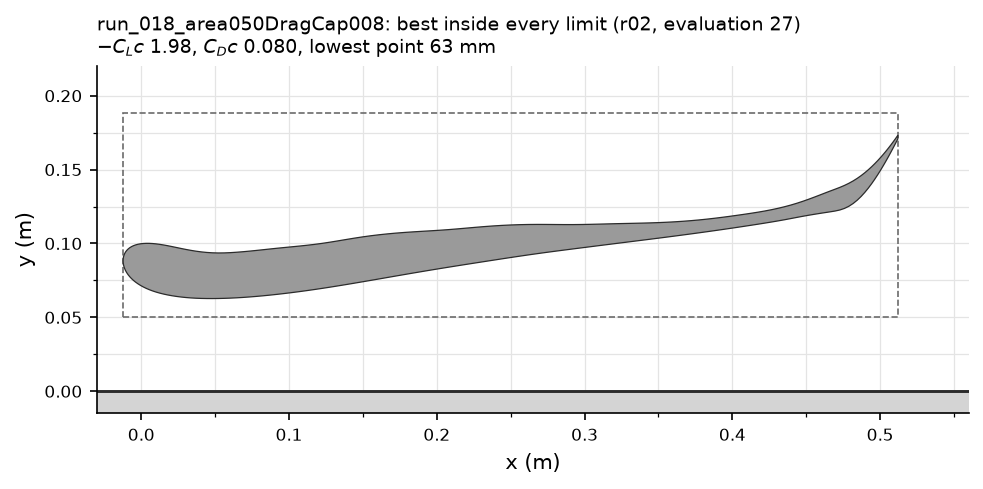 run_018_area050DragCap008: best inside every limit (r02, evaluation 27)
−C_Lc 1.98, C_Dc 0.080, lowest point 63 mm
0.20
0.15
0.10
0.05
0.00
y (m)
0.0 0.1 0.2 0.3 0.4 0.5
x (m)